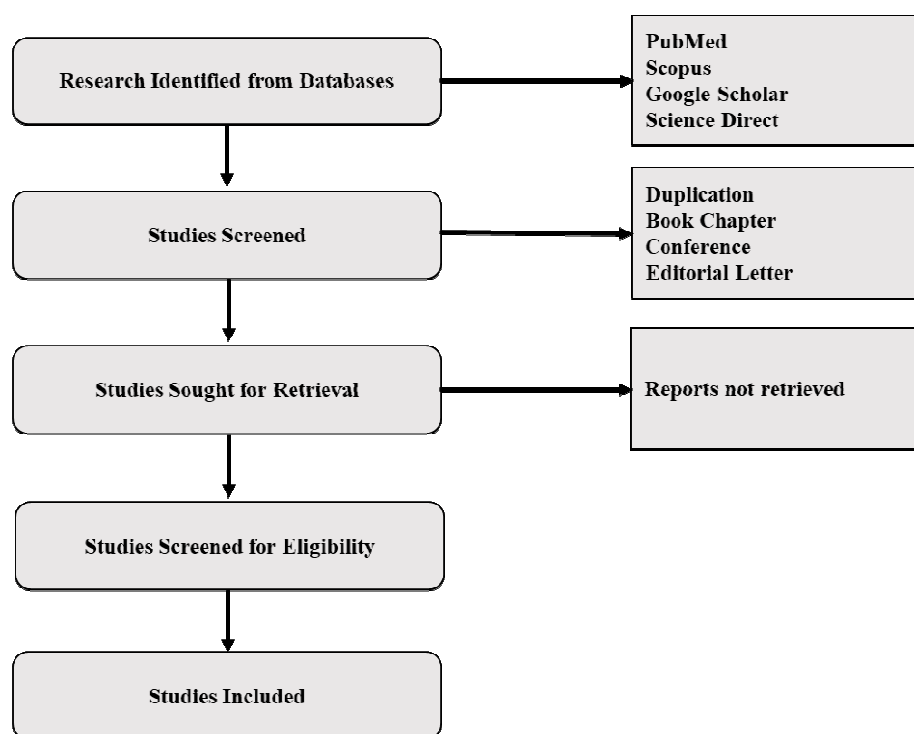 Research Identified from Databases
PubMed
Scopus
Google Scholar
Science Direct
Studies Screened
Duplication
Book Chapter
Conference
Editorial Letter
Studies Sought for Retrieval
Reports not retrieved
Studies Screened for Eligibility
Studies Included